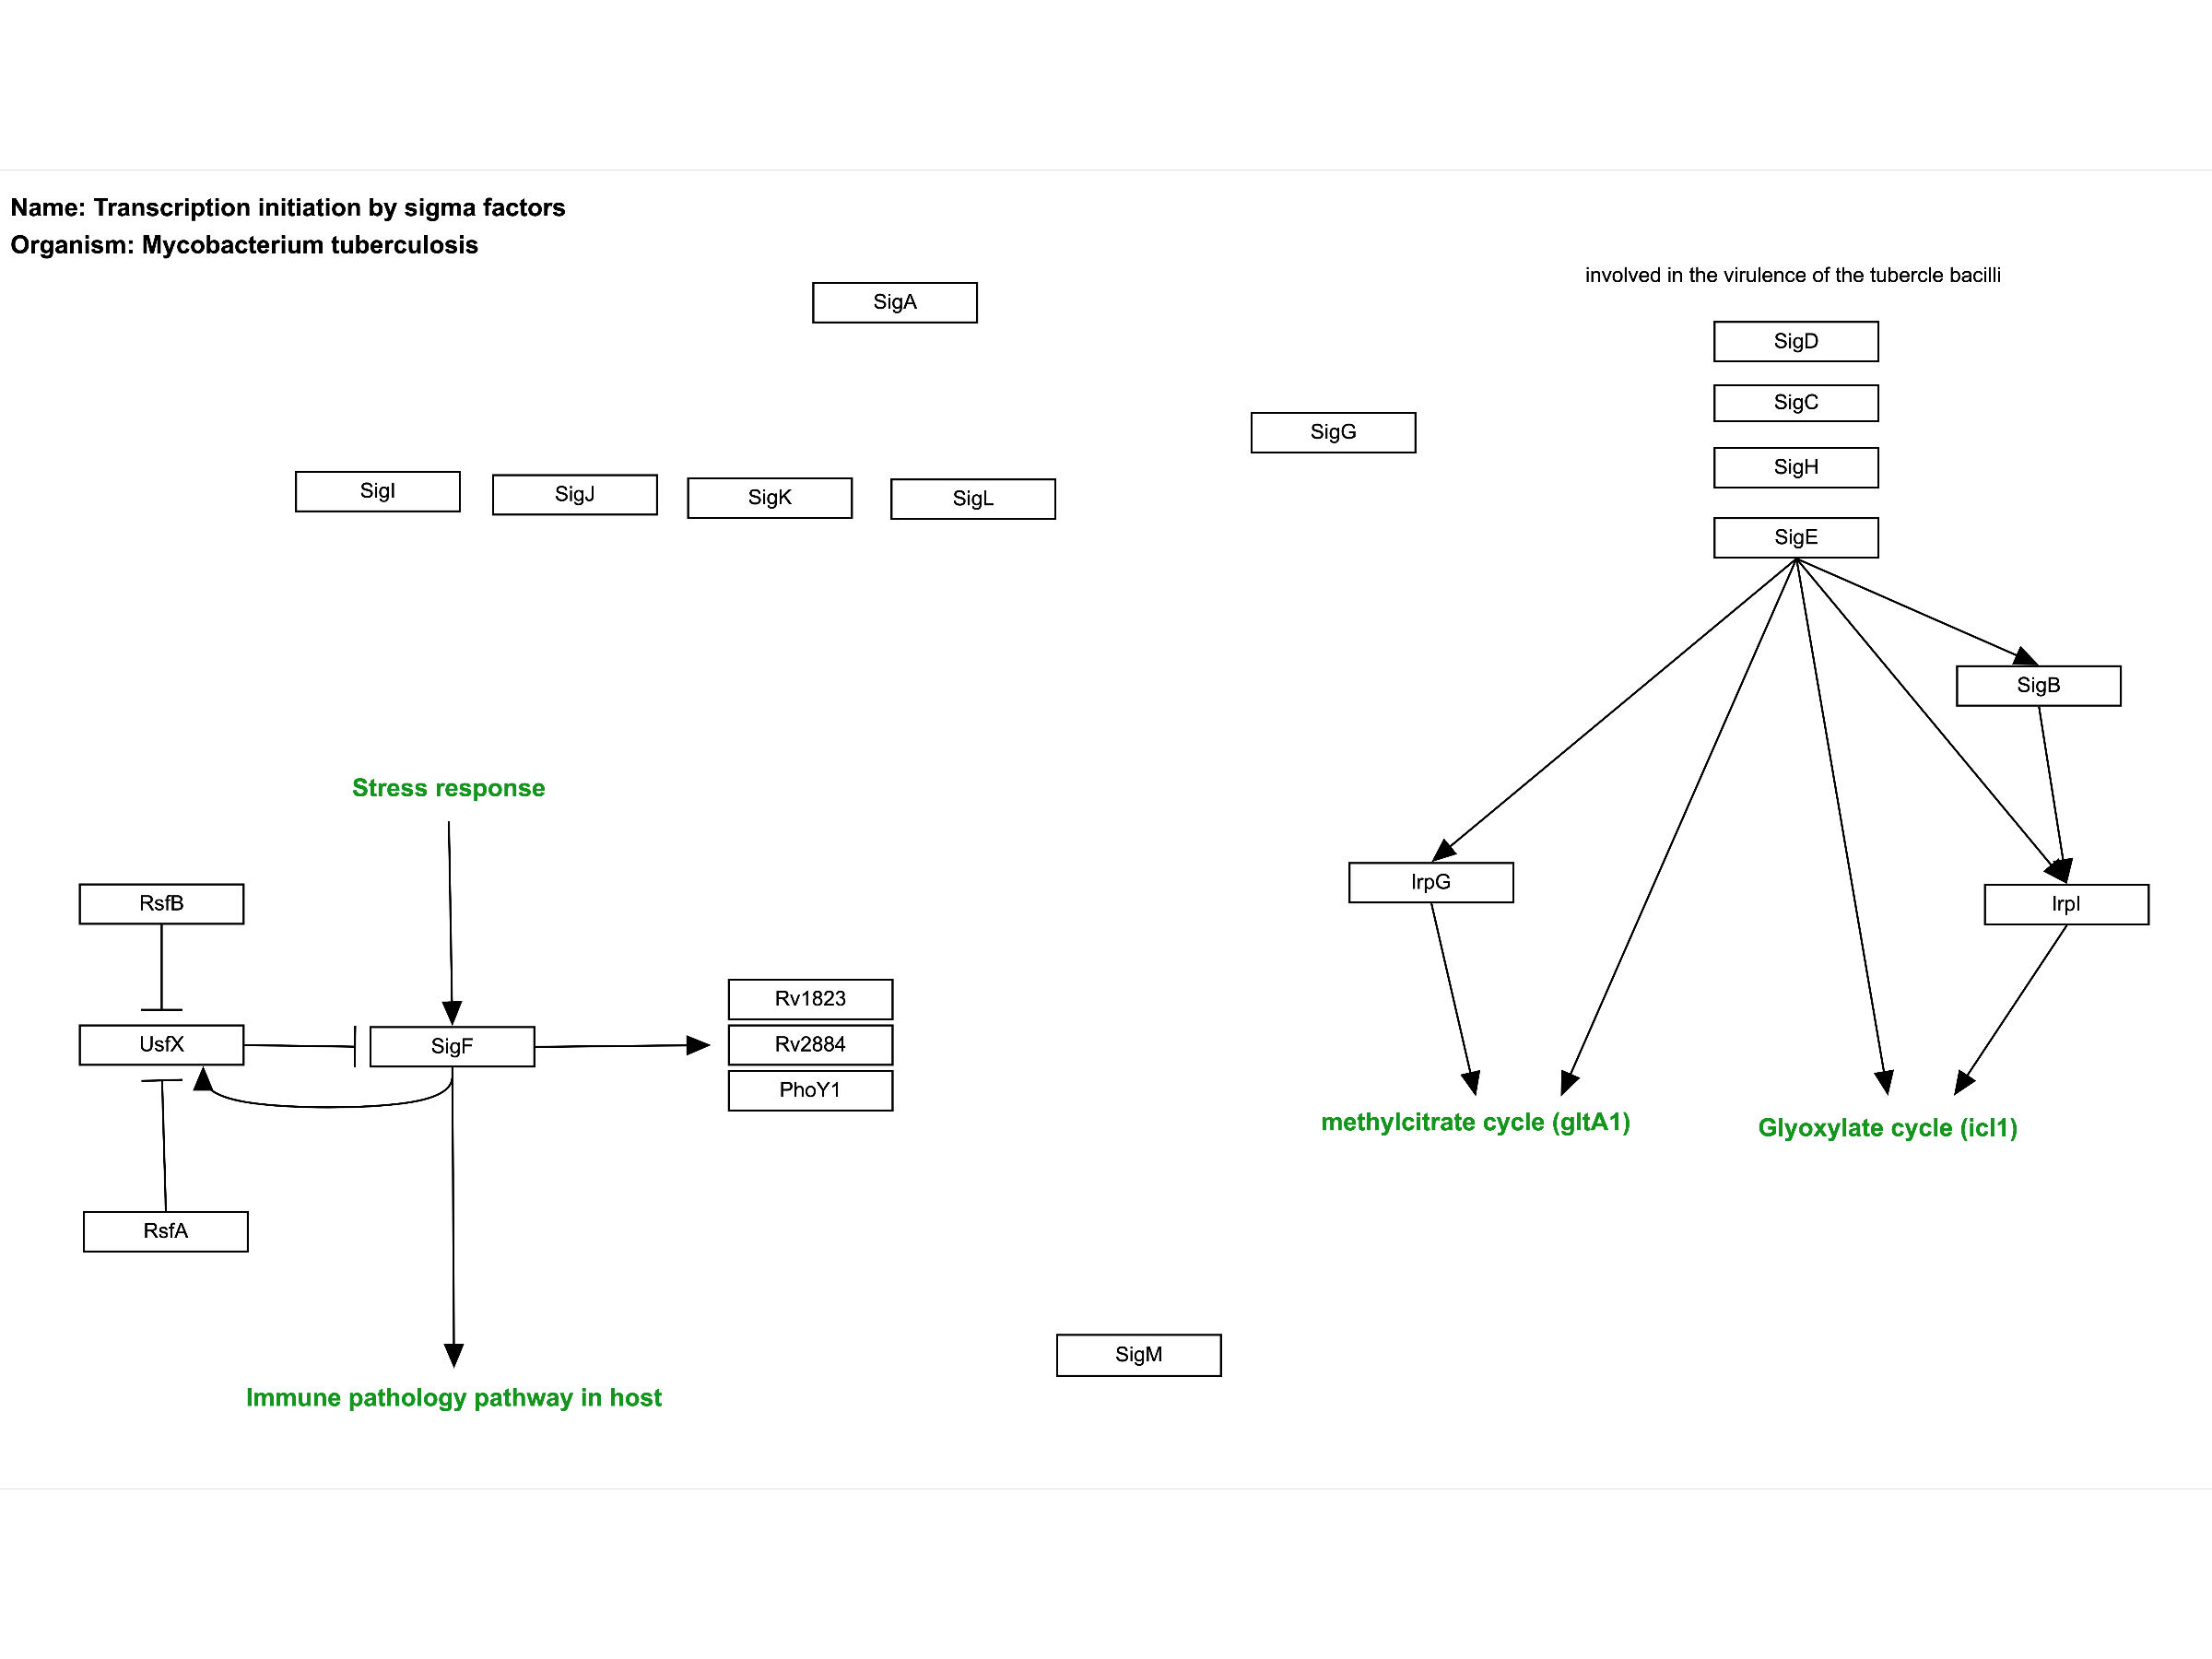 Name: Transcription initiation by sigma factors
Organism: Mycobacterium tuberculosis
involved in the virulence of the tubercle bacilli
SigA
SigD
SigC
SigG
SigH
SigI
SigJ
SigK
SigL
SigE
SigB
Stress response
IrpG
RsfB
IrpI
Rv1823
UsfX
SigF
Rv2884
PhoY1
methylcitrate cycle (gltA1)
Glyoxylate cycle (icl1)
RsfA
SigM
Immune pathology pathway in host